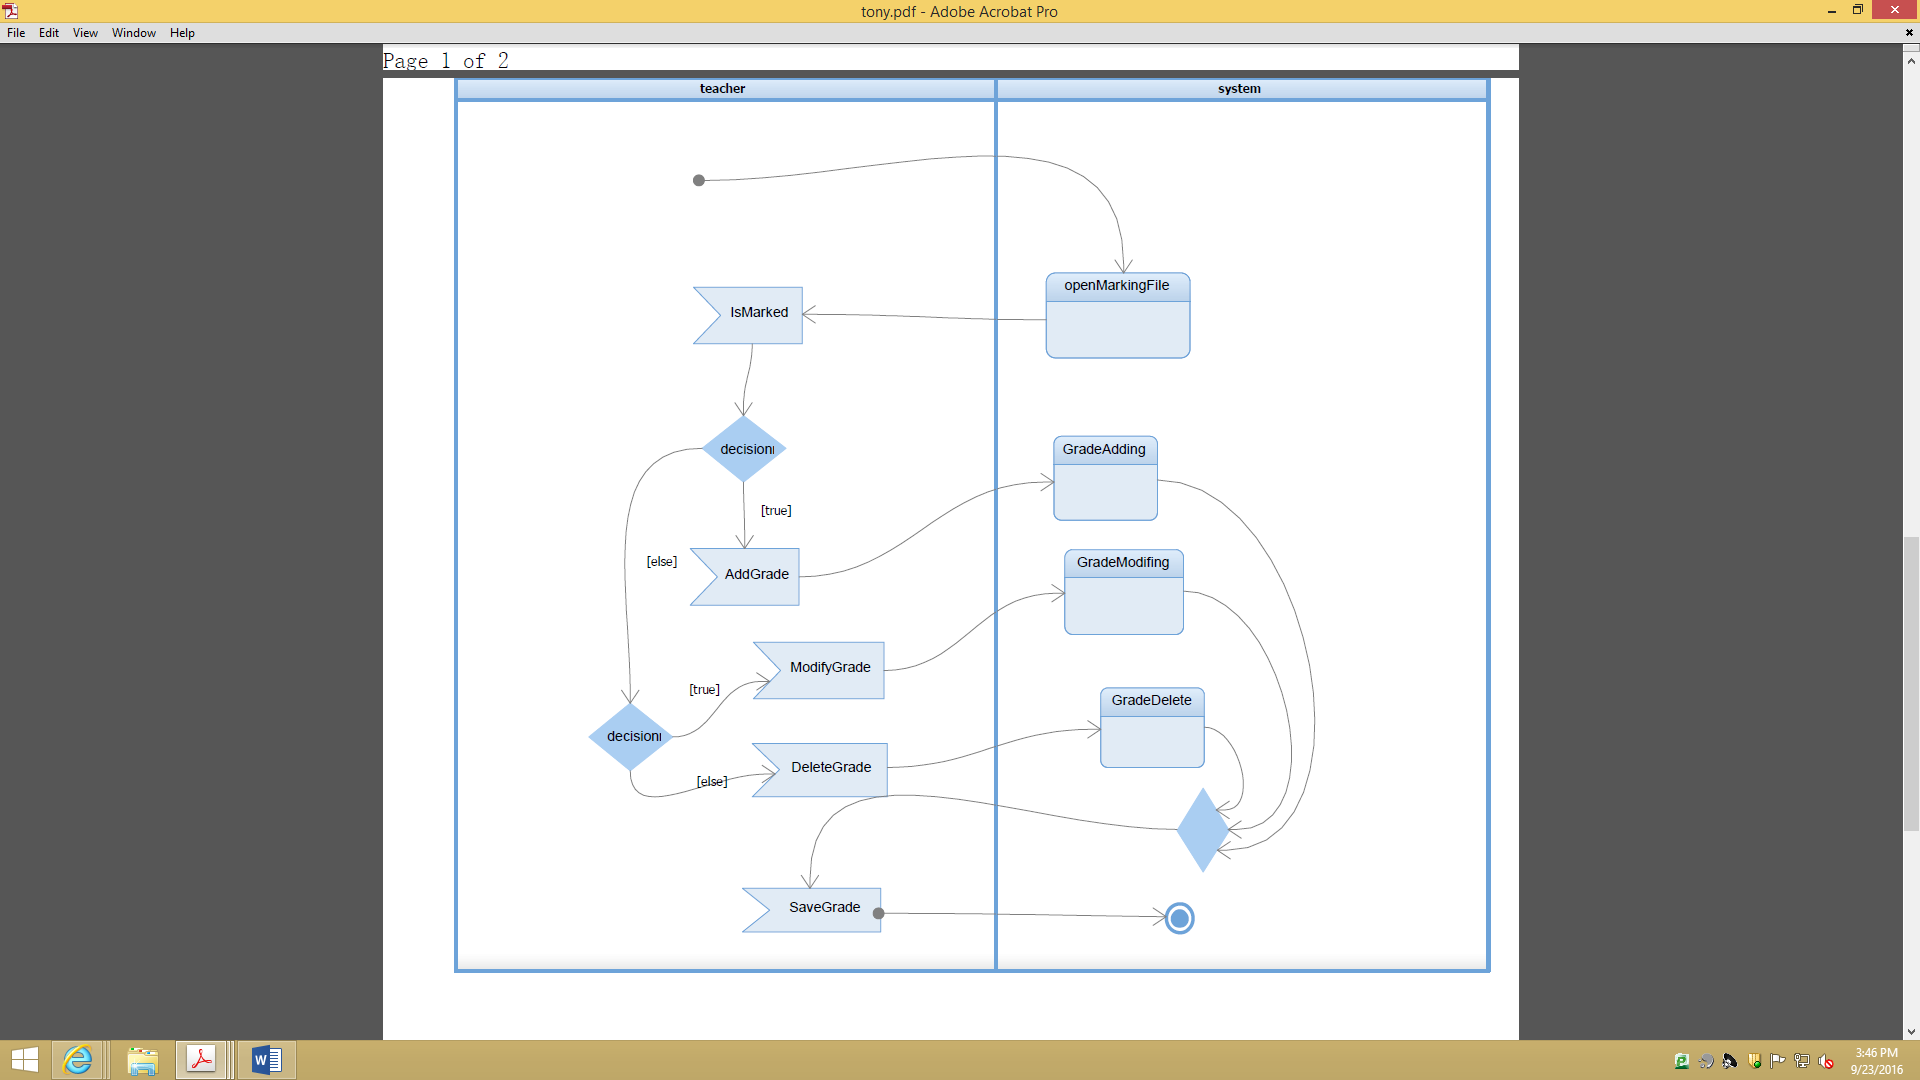 tony.pdf - Adobe Acrobat Pro
File Edit View Window Help
Page 1 of 2
teacher
system
openMarkingFile
IsMarked
decision
GradeAdding
[true]
[else]
AddGrade
GradeModifing
ModifyGrade
[true]
GradeDelete
decision
DeleteGrade
[else]
SaveGrade
3:46 PM
9/23/2016